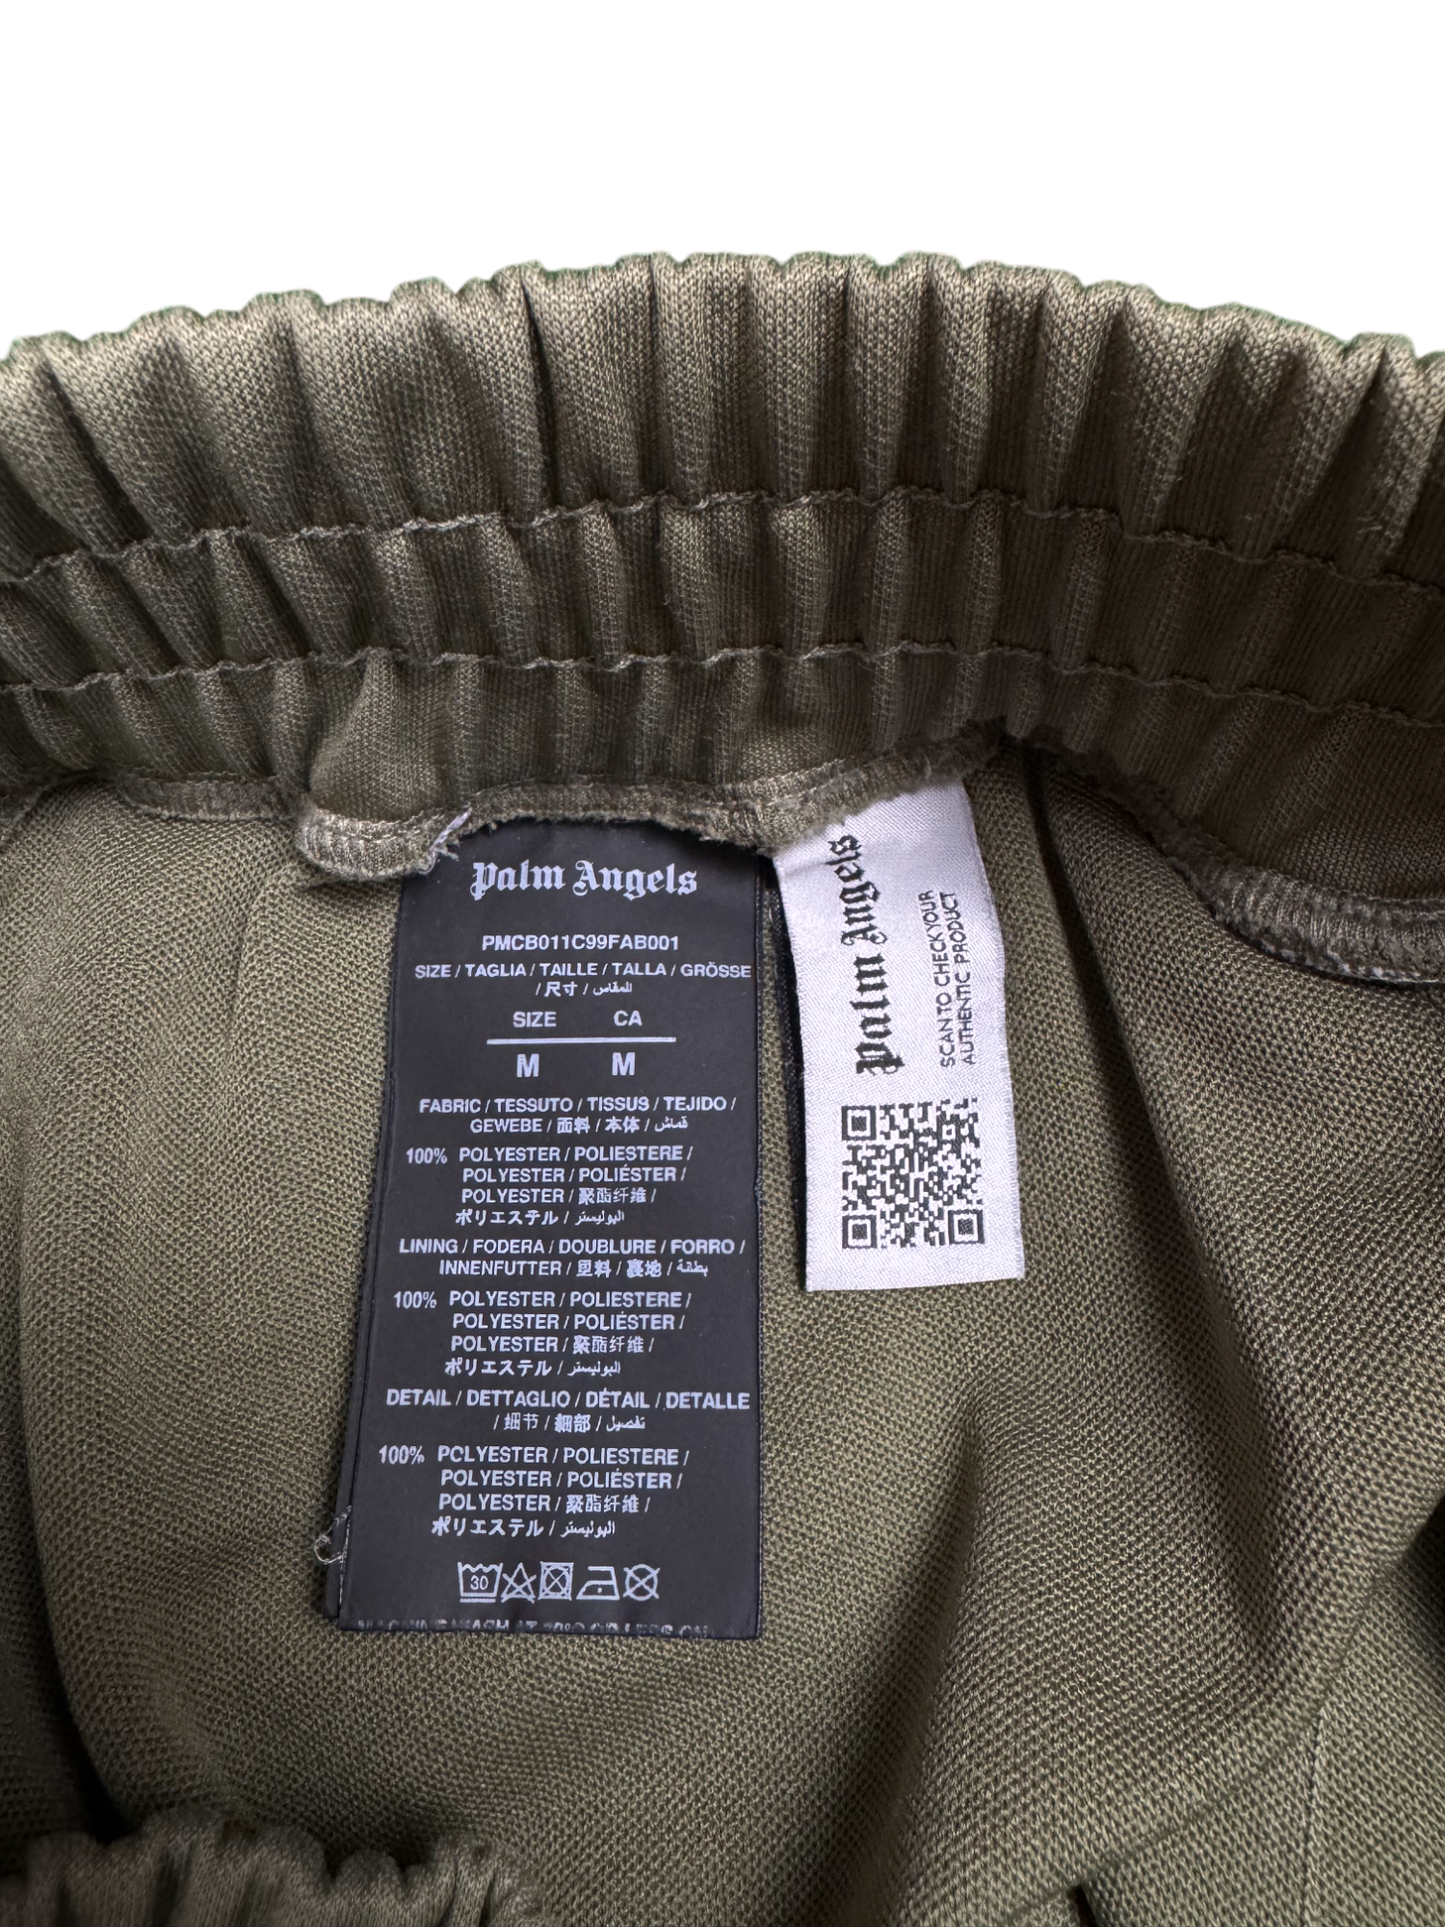 Palm Angels
PMCB011C99FAB001
SIZE / TAGLIA / TAILLE / TALLA / GRÖSSE
/ 尺寸 / المقاس
SIZE CA
M M
FABRIC / TESSUTO / TISSUS / TEJIDO /
GEWEBE / 面料 / 本体 / قماش
100% POLYESTER / POLIESTERE /
POLYESTER / POLIÉSTER /
POLYESTER / 聚酯纤维 /
ポリエステル / البوليستر
LINING / FODERA / DOUBLURE / FORRO /
INNENFUTTER / 里料 / 裏地 / بطانة
100% POLYESTER / POLIESTERE /
POLYESTER / POLIÉSTER /
POLYESTER / 聚酯纤维 /
ポリエステル / البوليستر
DETAIL / DETTAGLIO / DÉTAIL / DETALLE
/ 细节 / 細部 / تفصيل
100% POLYESTER / POLIESTERE /
POLYESTER / POLIÉSTER /
POLYESTER / 聚酯纤维 /
ポリエステル / البوليستر
30
Palm Angels
SCAN TO CHECK YOUR
AUTHENTIC PRODUCT